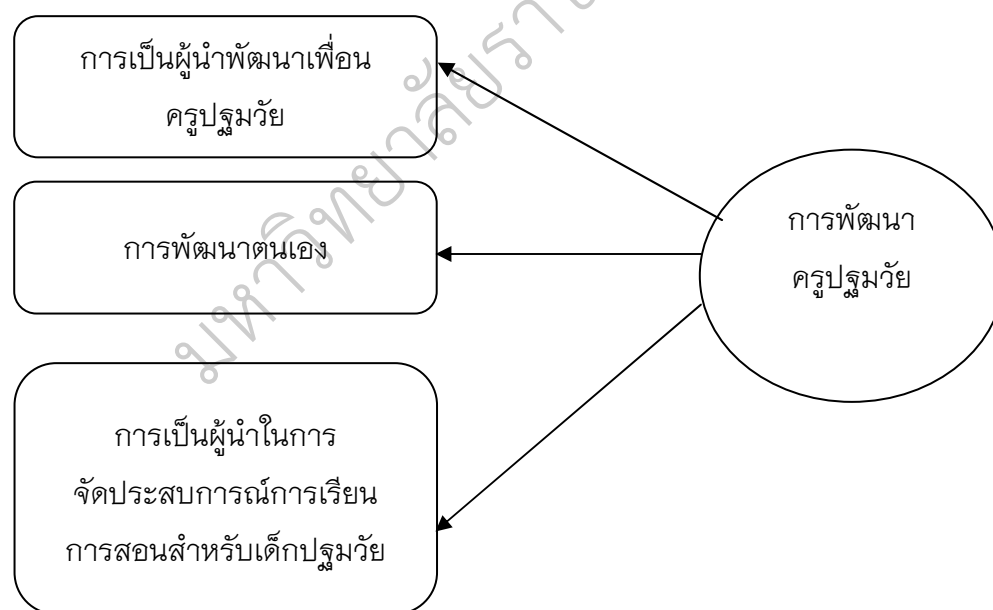 การเป็นผู้นำพัฒนาเพื่อน
ครูปฐมวัย
การพัฒนาตนเอง
การเป็นผู้นำในการ
จัดประสบการณ์การเรียน
การสอนสำหรับเด็กปฐมวัย
การพัฒนา
ครูปฐมวัย